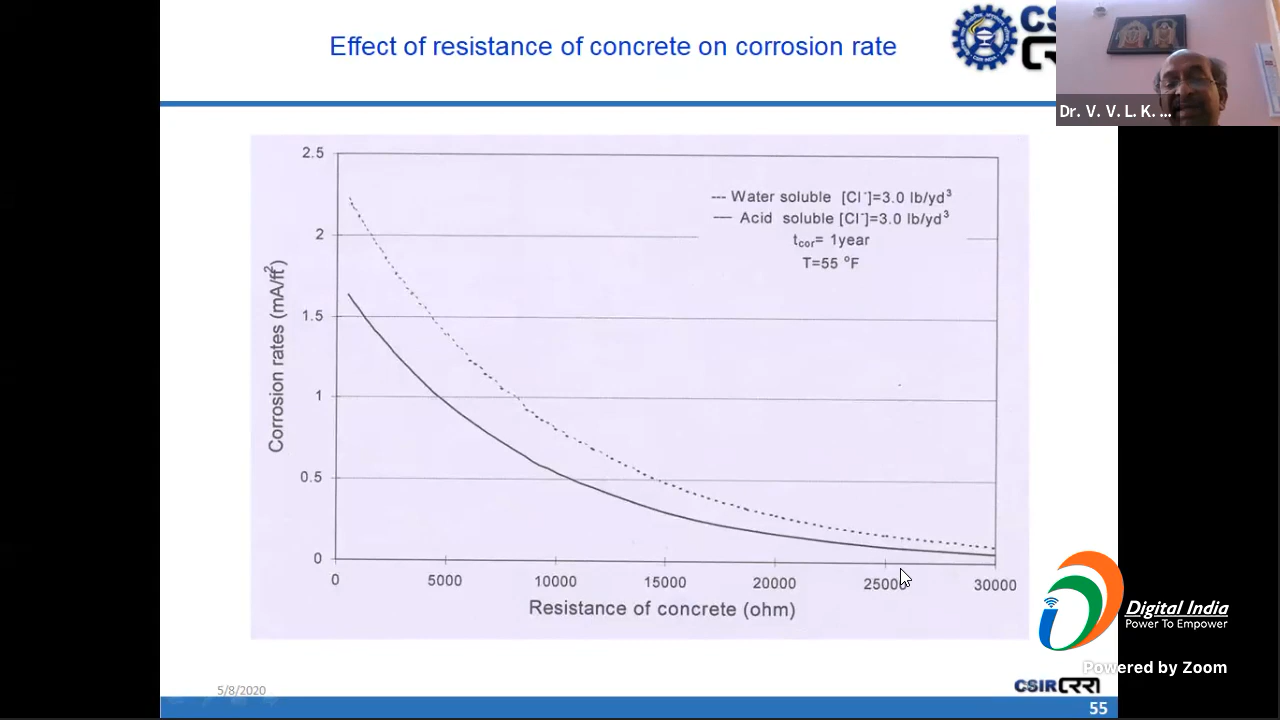 Effect of resistance of concrete on corrosion rate
CS
Dr. V. V. L. K. ...
2.5
2
1.5
1
0.5
0
Corrosion rates (mA/ft²)
--- Water soluble [Cl⁻]=3.0 lb/yd³
— Acid soluble [Cl⁻]=3.0 lb/yd³
tcor= 1year
T=55 °F
0 5000 10000 15000 20000 25000 30000
Resistance of concrete (ohm)
Digital India
Power To Empower
Powered by Zoom
5/8/2020
CSIR CRRI
55